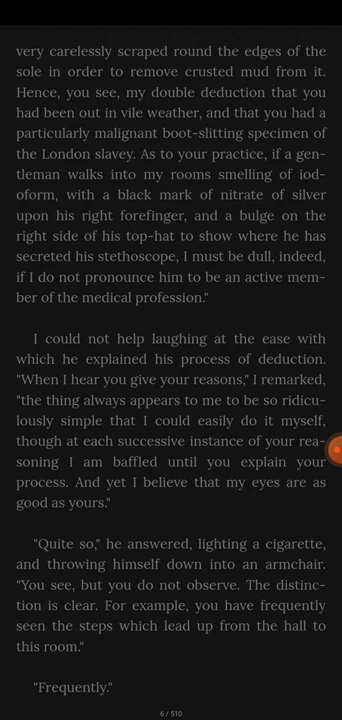 very carelessly scraped round the edges of the
sole in order to remove crusted mud from it.
Hence, you see, my double deduction that you
had been out in vile weather, and that you had a
particularly malignant boot-slitting specimen of
the London slavey. As to your practice, if a gen-
tleman walks into my rooms smelling of iod-
oform, with a black mark of nitrate of silver
upon his right forefinger, and a bulge on the
right side of his top-hat to show where he has
secreted his stethoscope, I must be dull, indeed,
if I do not pronounce him to be an active mem-
ber of the medical profession."
I could not help laughing at the ease with
which he explained his process of deduction.
"When I hear you give your reasons," I remarked,
"the thing always appears to me to be so ridicu-
lously simple that I could easily do it myself,
though at each successive instance of your rea-
soning I am baffled until you explain your
process. And yet I believe that my eyes are as
good as yours."
"Quite so," he answered, lighting a cigarette,
and throwing himself down into an armchair.
"You see, but you do not observe. The distinc-
tion is clear. For example, you have frequently
seen the steps which lead up from the hall to
this room."
"Frequently."
6 / 510